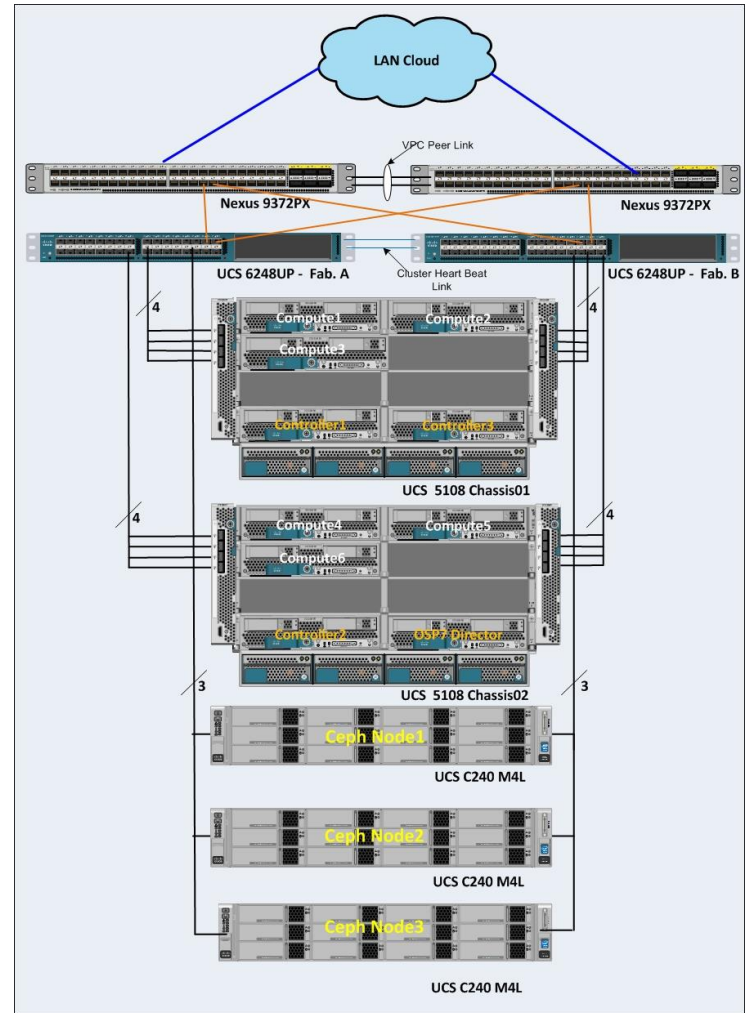 LAN Cloud
VPC Peer Link
Nexus 9372PX
Nexus 9372PX
UCS 6248UP - Fab. A
Cluster Heart Beat
Link
UCS 6248UP - Fab. B
4
4
Compute1
Compute2
Compute3
Controller1
Controller3
UCS 5108 Chassis01
4
4
Compute4
Compute5
Compute6
Controller2
OSP7 Director
UCS 5108 Chassis02
3
3
Ceph Node1
UCS C240 M4L
Ceph Node2
UCS C240 M4L
Ceph Node3
UCS C240 M4L